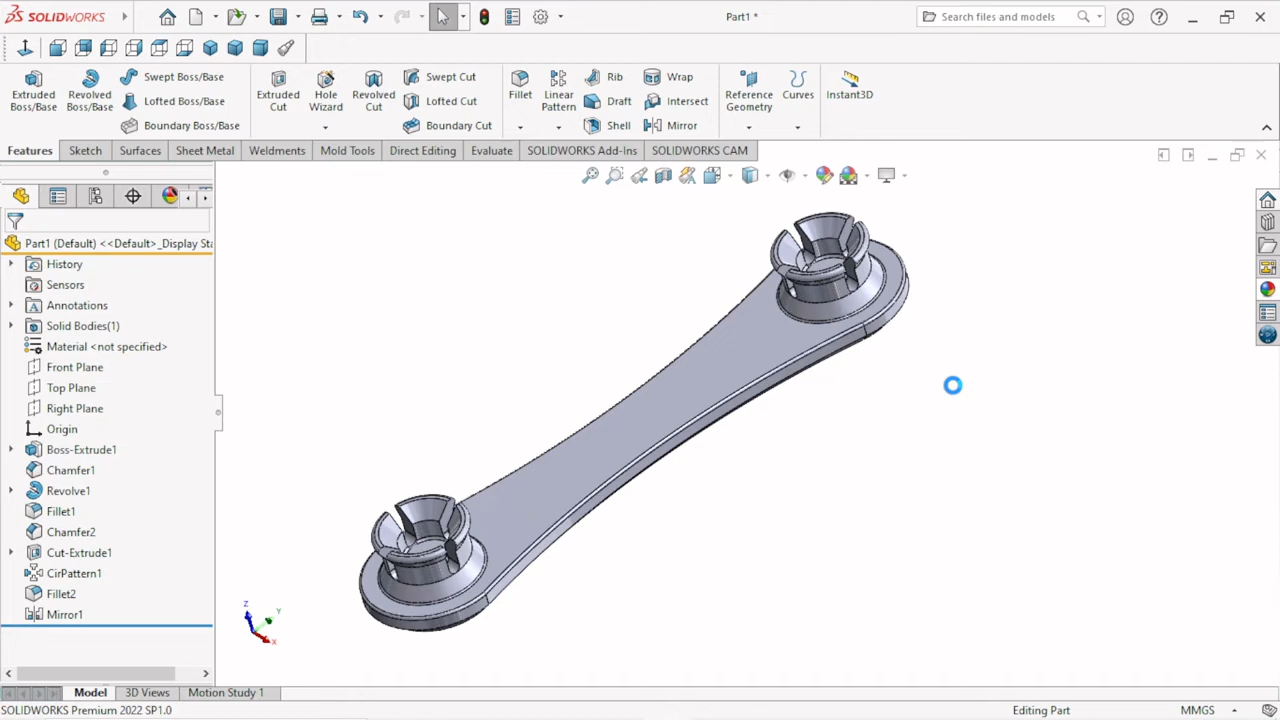 SOLIDWORKS
Part1 *
Search files and models
Extruded Boss/Base
Revolved Boss/Base
Swept Boss/Base
Lofted Boss/Base
Boundary Boss/Base
Extruded Cut
Hole Wizard
Revolved Cut
Swept Cut
Lofted Cut
Boundary Cut
Fillet
Linear Pattern
Rib
Draft
Shell
Wrap
Intersect
Mirror
Reference Geometry
Curves
Instant3D
Features
Sketch
Surfaces
Sheet Metal
Weldments
Mold Tools
Direct Editing
Evaluate
SOLIDWORKS Add-Ins
SOLIDWORKS CAM
Part1 (Default) <<Default>_Display Sta
History
Sensors
Annotations
Solid Bodies(1)
Material <not specified>
Front Plane
Top Plane
Right Plane
Origin
Boss-Extrude1
Chamfer1
Revolve1
Fillet1
Chamfer2
Cut-Extrude1
CirPattern1
Fillet2
Mirror1
Z
Y
X
Model
3D Views
Motion Study 1
SOLIDWORKS Premium 2022 SP1.0
Editing Part
MMGS